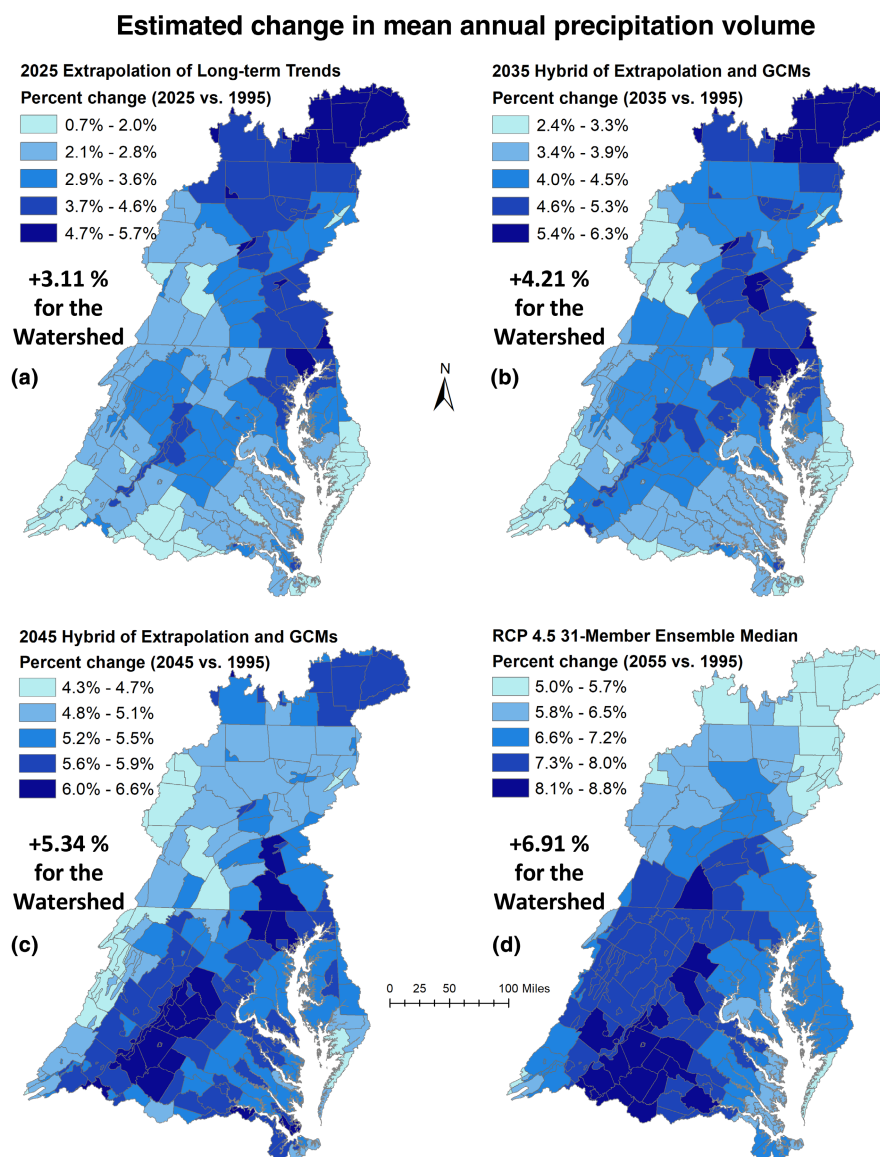 Estimated change in mean annual precipitation volume
2025 Extrapolation of Long-term Trends
Percent change (2025 vs. 1995)
0.7% - 2.0%
2.1% - 2.8%
2.9% - 3.6%
3.7% - 4.6%
4.7% - 5.7%
+3.11 %
for the
Watershed
(a)
2035 Hybrid of Extrapolation and GCMs
Percent change (2035 vs. 1995)
2.4% - 3.3%
3.4% - 3.9%
4.0% - 4.5%
4.6% - 5.3%
5.4% - 6.3%
+4.21 %
for the
Watershed
(b)
N
2045 Hybrid of Extrapolation and GCMs
Percent change (2045 vs. 1995)
4.3% - 4.7%
4.8% - 5.1%
5.2% - 5.5%
5.6% - 5.9%
6.0% - 6.6%
+5.34 %
for the
Watershed
(c)
RCP 4.5 31-Member Ensemble Median
Percent change (2055 vs. 1995)
5.0% - 5.7%
5.8% - 6.5%
6.6% - 7.2%
7.3% - 8.0%
8.1% - 8.8%
+6.91 %
for the
Watershed
(d)
0 25 50 100 Miles